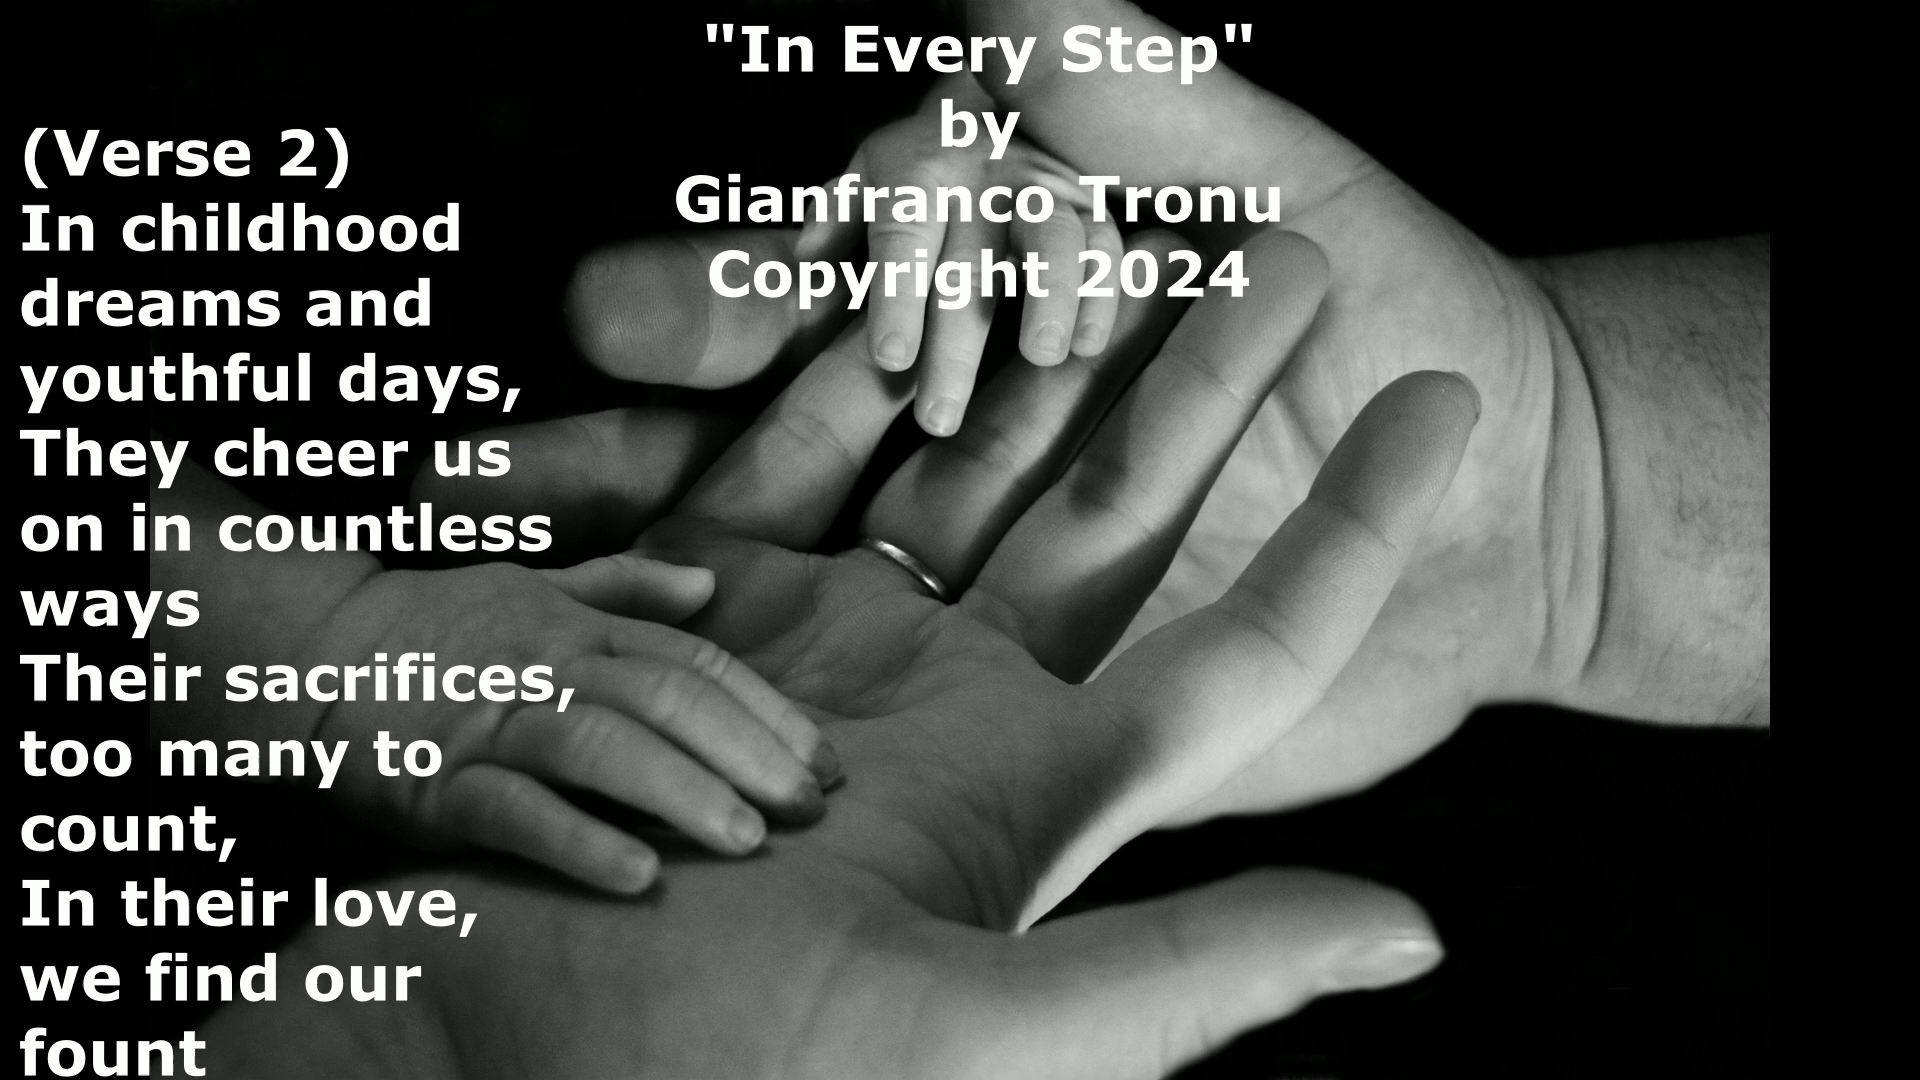 "In Every Step"
by
Gianfranco Tronu
Copyright 2024
(Verse 2)
In childhood
dreams and
youthful days,
They cheer us
on in countless
ways
Their sacrifices,
too many to
count,
In their love,
we find our
fount